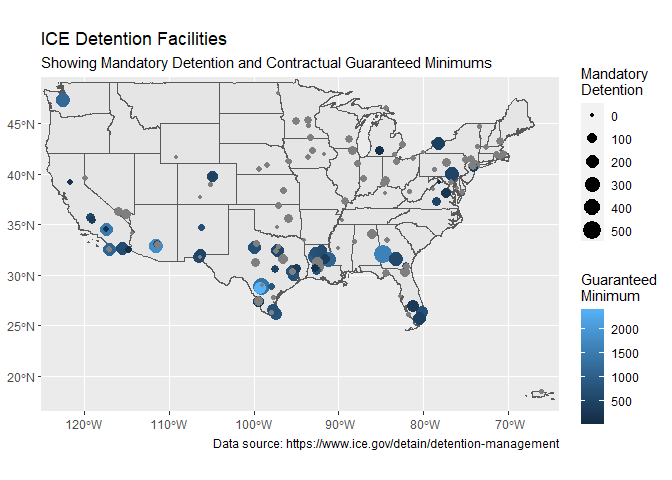 ICE Detention Facilities
Showing Mandatory Detention and Contractual Guaranteed Minimums
Mandatory
Detention
0
100
200
300
400
500
Guaranteed
Minimum
2000
1500
1000
500
45°N
40°N
35°N
30°N
25°N
20°N
120°W
110°W
100°W
90°W
80°W
70°W
Data source: https://www.ice.gov/detain/detention-management